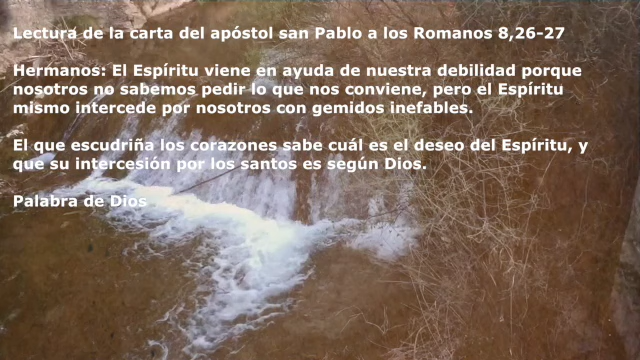 Lectura de la carta del apóstol san Pablo a los Romanos 8,26-27
Hermanos: El Espíritu viene en ayuda de nuestra debilidad porque
nosotros no sabemos pedir lo que nos conviene, pero el Espíritu
mismo intercede por nosotros con gemidos inefables.
El que escudriña los corazones sabe cuál es el deseo del Espíritu, y
que su intercesión por los santos es según Dios.
Palabra de Dios